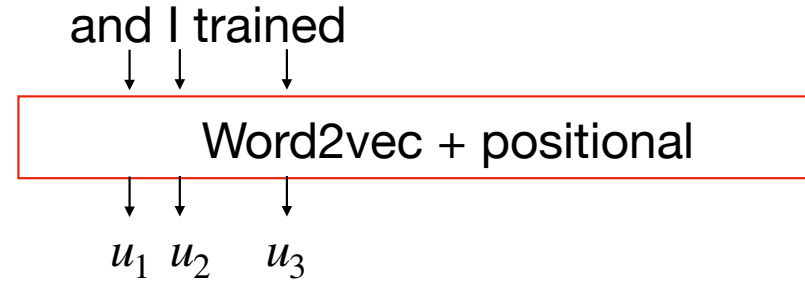 and I trained
Word2vec + positional
u₁ u₂ u₃